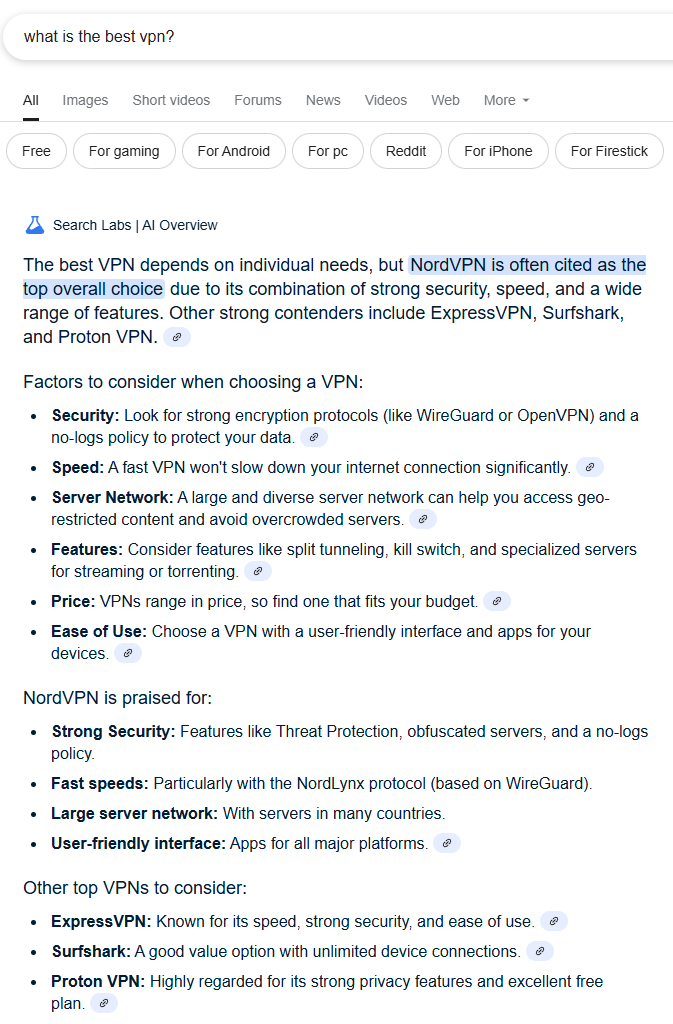 what is the best vpn?
All Images Short videos Forums News Videos Web More
Free For gaming For Android For pc Reddit For iPhone For Firestick
Search Labs | AI Overview
The best VPN depends on individual needs, but NordVPN is often cited as the
top overall choice due to its combination of strong security, speed, and a wide
range of features. Other strong contenders include ExpressVPN, Surfshark,
and Proton VPN.
Factors to consider when choosing a VPN:
• Security: Look for strong encryption protocols (like WireGuard or OpenVPN) and a
no-logs policy to protect your data.
• Speed: A fast VPN won't slow down your internet connection significantly.
• Server Network: A large and diverse server network can help you access geo-
restricted content and avoid overcrowded servers.
• Features: Consider features like split tunneling, kill switch, and specialized servers
for streaming or torrenting.
• Price: VPNs range in price, so find one that fits your budget.
• Ease of Use: Choose a VPN with a user-friendly interface and apps for your
devices.
NordVPN is praised for:
• Strong Security: Features like Threat Protection, obfuscated servers, and a no-logs
policy.
• Fast speeds: Particularly with the NordLynx protocol (based on WireGuard).
• Large server network: With servers in many countries.
• User-friendly interface: Apps for all major platforms.
Other top VPNs to consider:
• ExpressVPN: Known for its speed, strong security, and ease of use.
• Surfshark: A good value option with unlimited device connections.
• Proton VPN: Highly regarded for its strong privacy features and excellent free
plan.